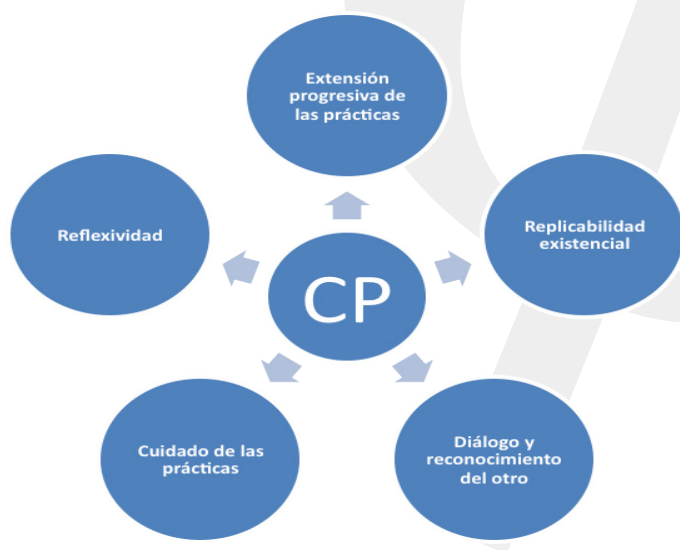 Extensión
progresiva de
las prácticas
Reflexividad
Replicabilidad
existencial
CP
Cuidado de las
prácticas
Diálogo y
reconocimiento
del otro